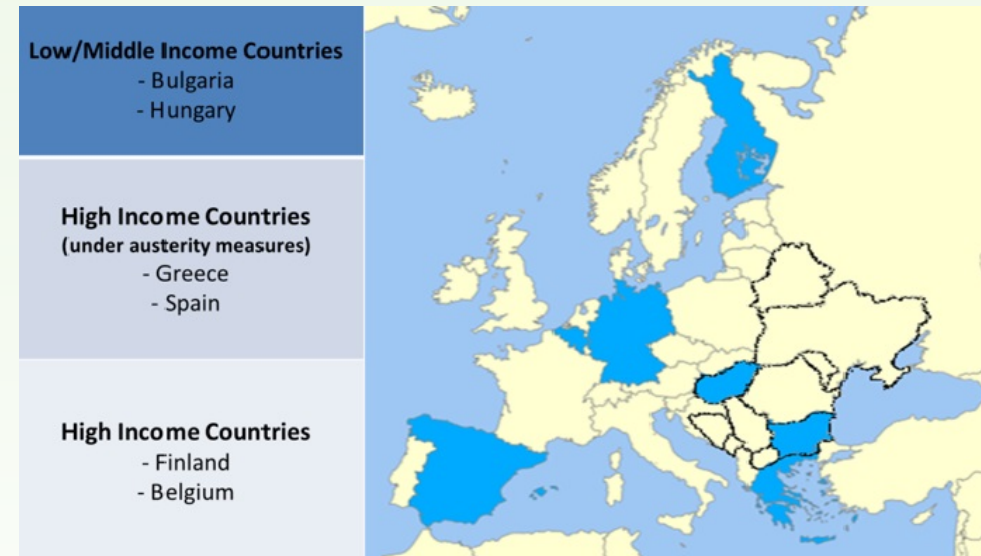 Low/Middle Income Countries
- Bulgaria
- Hungary
High Income Countries
(under austerity measures)
- Greece
- Spain
High Income Countries
- Finland
- Belgium